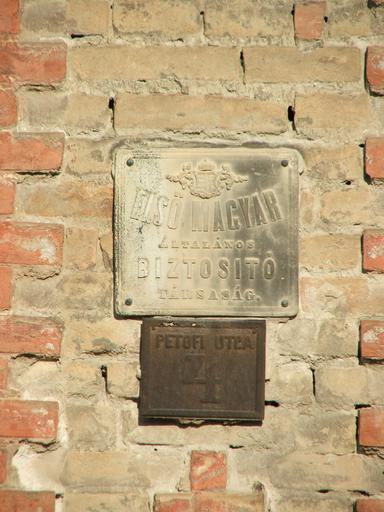 ELSŐ MAGYAR
ÁLTALÁNOS
BIZTOSITÓ
TÁRSASÁG.
PETŐFI UTCA
4